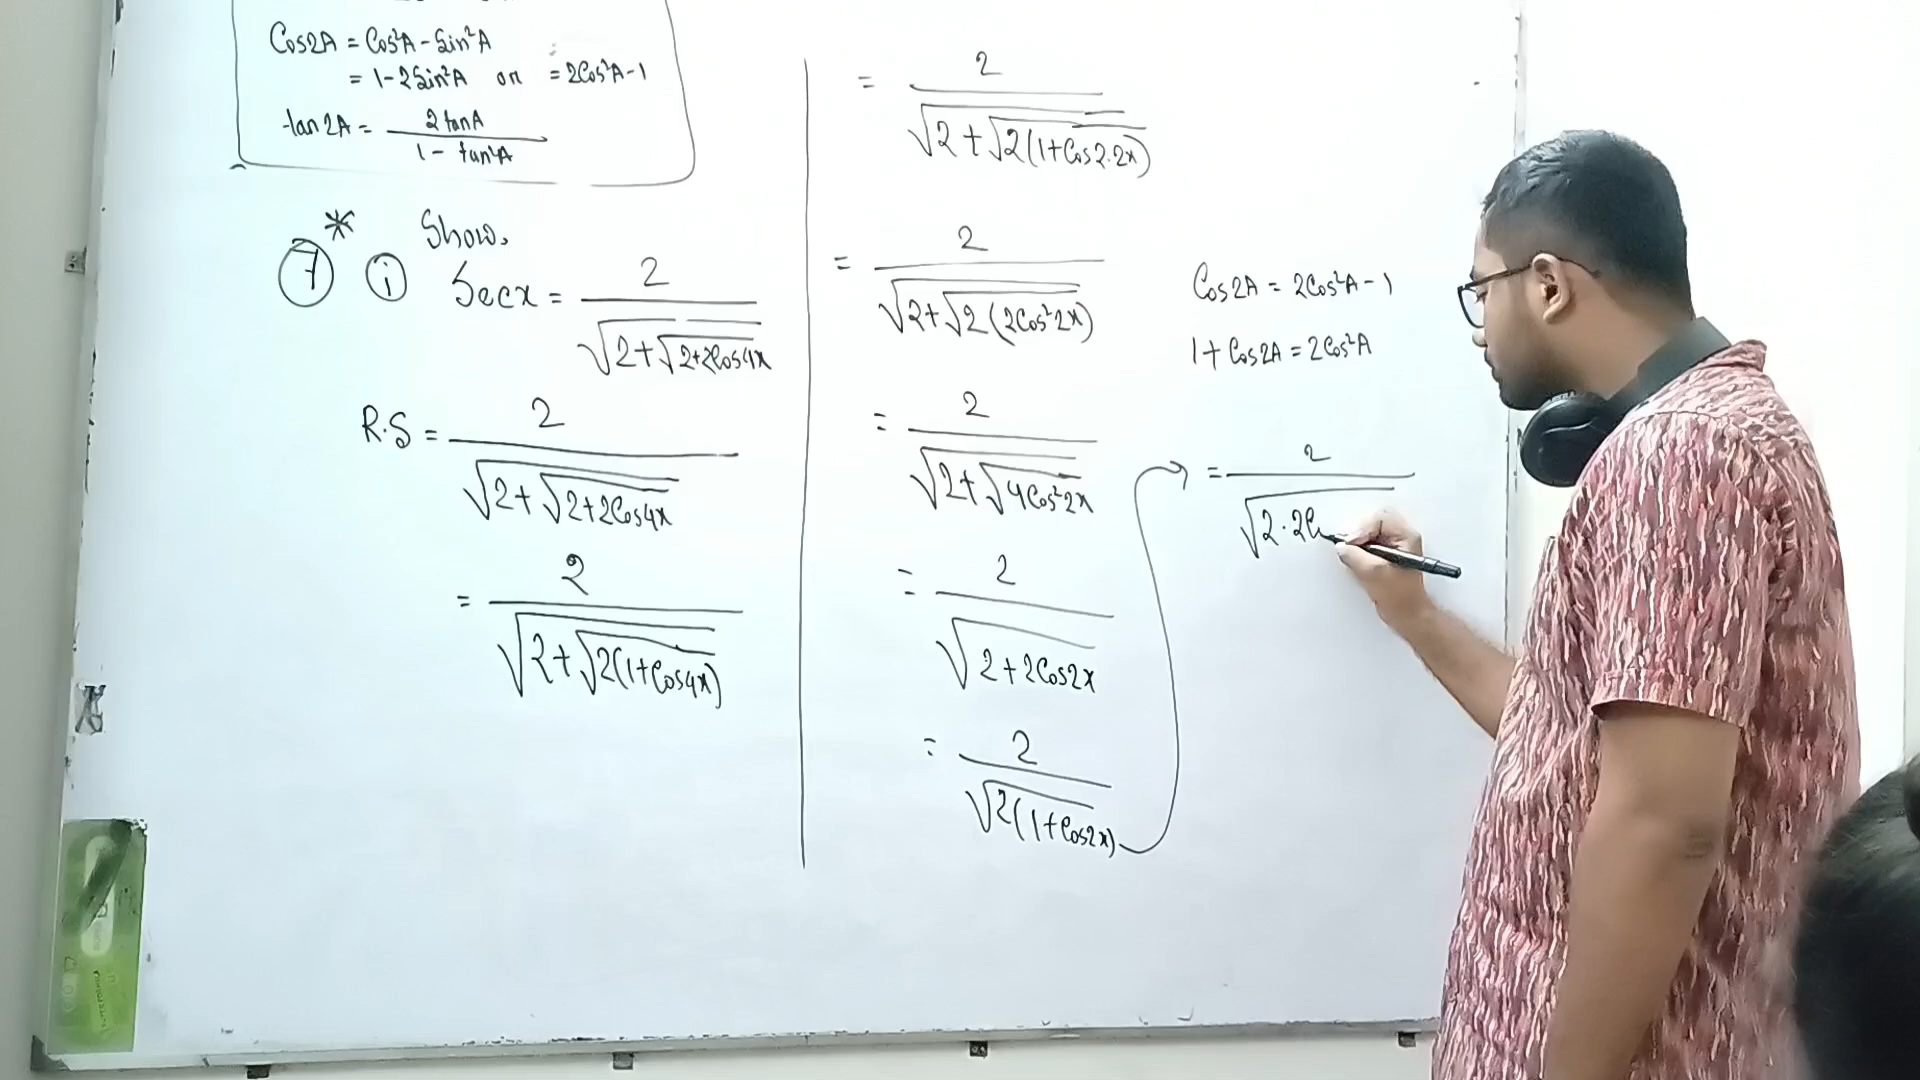 Cos2A = Cos²A - Sin²A
= 1 - 2Sin²A or = 2Cos²A - 1
tan2A = 2tanA / 1 - tan²A
* 7 i Show,
Secx = 2 / √2+√2+2Cos4x
R.S = 2 / √2+√2+2Cos4x
= 2 / √2+√2(1+Cos4x)
= 2 / √2+√2(1+Cos2.2x)
= 2 / √2+√2(2Cos²2x)
= 2 / √2+√4Cos²2x
= 2 / √2+2Cos2x
= 2 / √2(1+Cos2x)
Cos2A = 2Cos²A - 1
1 + Cos2A = 2Cos²A
= 2 / √2·2C